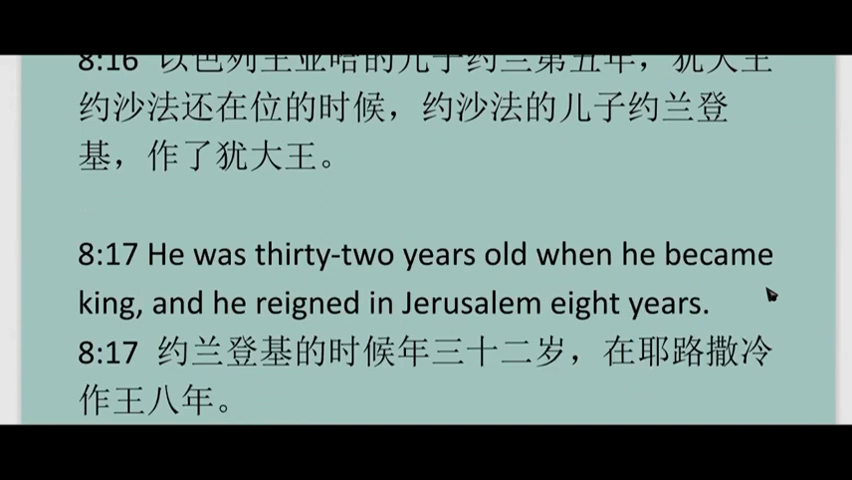 8:16 以色列王亚哈的儿子约兰第五年，犹大王
约沙法还在位的时候，约沙法的儿子约兰登
基，作了犹大王。
8:17 He was thirty-two years old when he became
king, and he reigned in Jerusalem eight years.
8:17 约兰登基的时候年三十二岁，在耶路撒冷
作王八年。